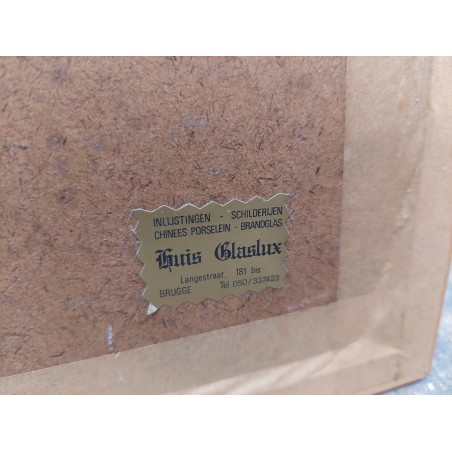 INLIJSTINGEN - SCHILDERIJEN
CHINEES PORSELEIN - BRANDGLAS
Huis Glaslux
Langestraat, 181 bis
BRUGGE Tel 050/337423